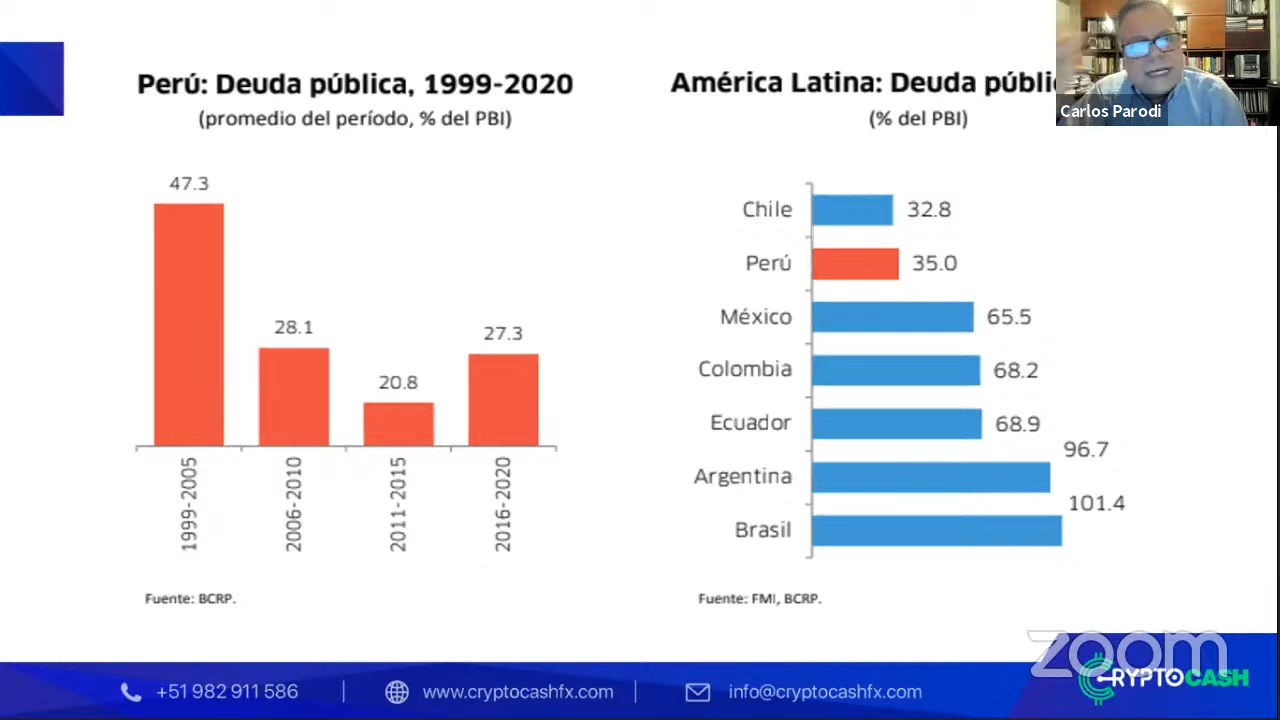 Perú: Deuda pública, 1999-2020
(promedio del período, % del PBI)
47.3
28.1
20.8
27.3
1999-2005
2006-2010
2011-2015
2016-2020
Fuente: BCRP.
América Latina: Deuda públic
(% del PBI)
Chile 32.8
Perú 35.0
México 65.5
Colombia 68.2
Ecuador 68.9
Argentina 96.7
Brasil 101.4
Fuente: FMI, BCRP.
Carlos Parodi
zoom
+51 982 911 586
www.cryptocashfx.com
info@cryptocashfx.com
CRYPTOCASH